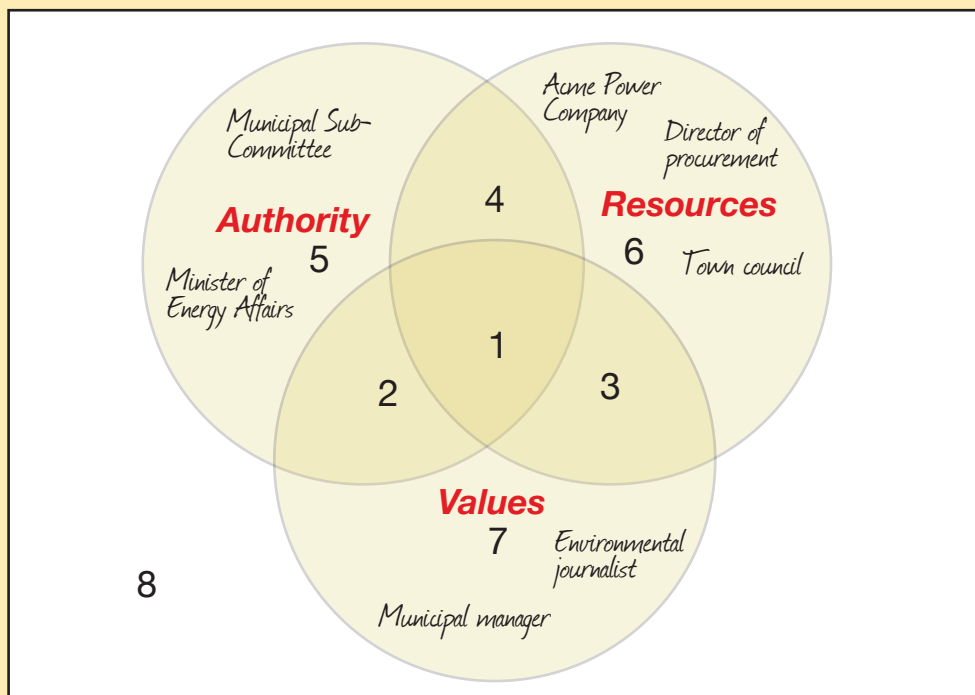 Acme Power
Company
Municipal Sub-
Committee
Director of
procurement
4
Authority
Resources
5
6
Town council
Minister of
Energy Affairs
1
2
3
Values
7
Environmental
journalist
8
Municipal manager